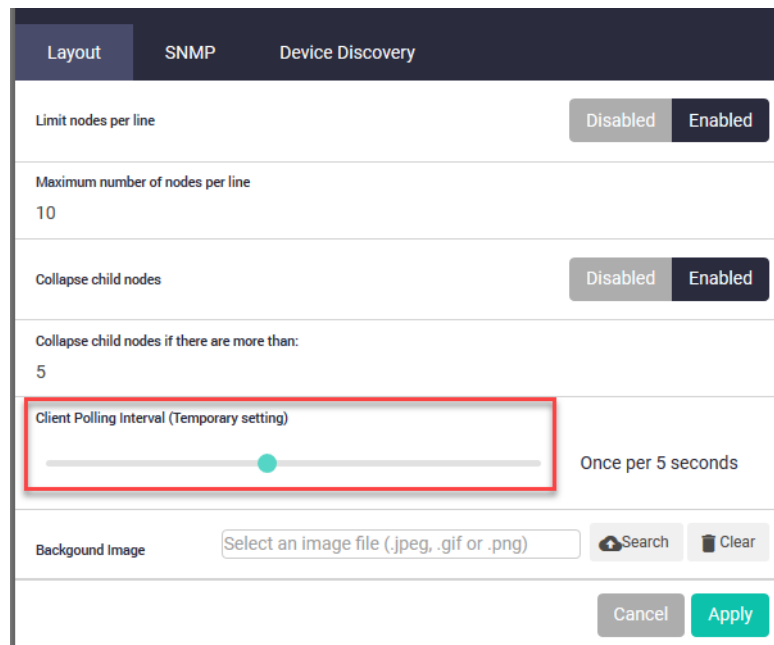 Layout SNMP Device Discovery
Limit nodes per line Disabled Enabled
Maximum number of nodes per line
10
Collapse child nodes Disabled Enabled
Collapse child nodes if there are more than:
5
Client Polling Interval (Temporary setting)
Once per 5 seconds
Backgound Image Select an image file (.jpeg, .gif or .png) Search Clear
Cancel Apply